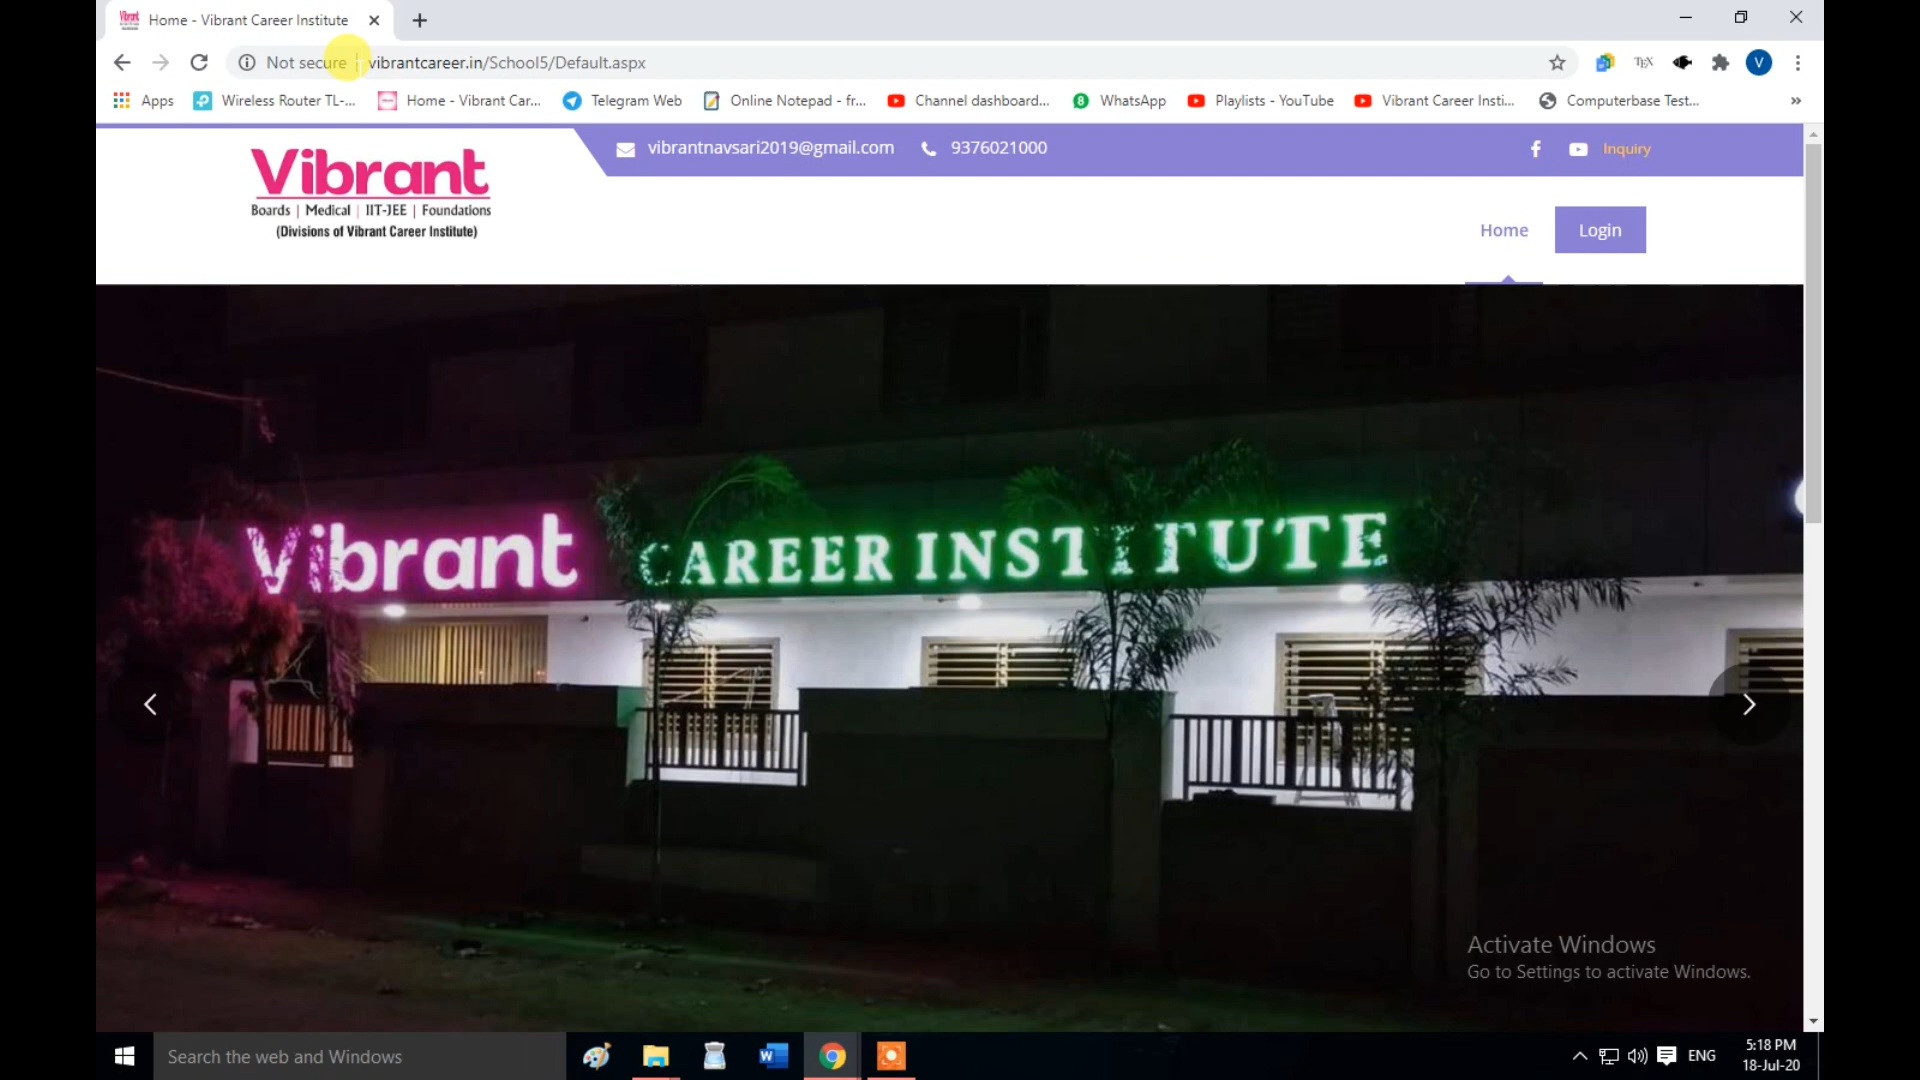 Home - Vibrant Career Institute
Not secure | vibrantcareer.in/School5/Default.aspx
TEX
V
Apps
Wireless Router TL-...
Home - Vibrant Car...
Telegram Web
Online Notepad - fr...
Channel dashboard...
8
WhatsApp
Playlists - YouTube
Vibrant Career Insti...
Computerbase Test...
»
vibrantnavsari2019@gmail.com
9376021000
Inquiry
Vibrant
Boards | Medical | IIT-JEE | Foundations
(Divisions of Vibrant Career Institute)
Home
Login
Vibrant CAREER INSTITUTE
Activate Windows
Go to Settings to activate Windows.
Search the web and Windows
ENG
5:18 PM
18-Jul-20